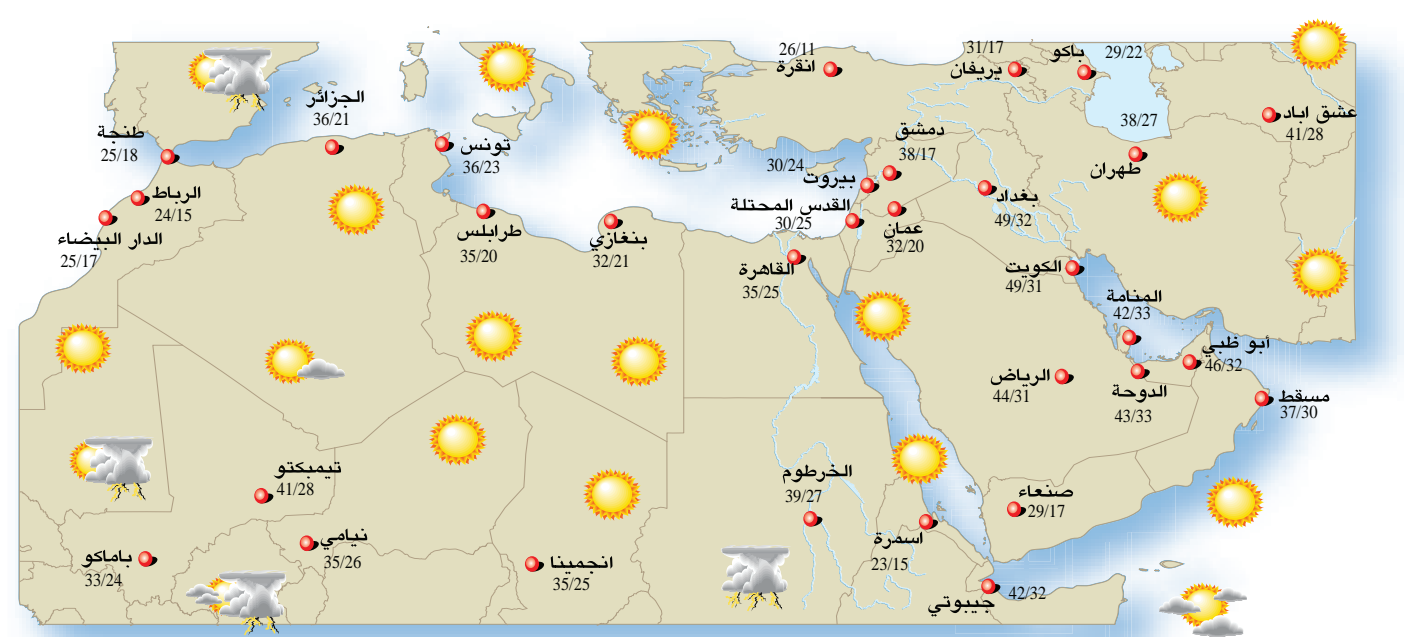 26/11
انقرة
31/17
يريفان
باكو
29/22
عشق اباد
41/28
38/27
طهران
الجزائر
36/21
طنجة
25/18
تونس
36/23
دمشق
38/17
30/24
بيروت
بغداد
49/32
الرباط
24/15
القدس المحتلة
30/25
عمان
32/20
الدار البيضاء
25/17
طرابلس
35/20
بنغازي
32/21
القاهرة
35/25
الكويت
49/31
المنامة
42/33
أبو ظبي
46/32
الرياض
44/31
الدوحة
43/33
مسقط
37/30
تيمبكتو
41/28
الخرطوم
39/27
صنعاء
29/17
نيامي
35/26
باماكو
33/24
انجمينا
35/25
اسمرة
23/15
جيبوتي
42/32